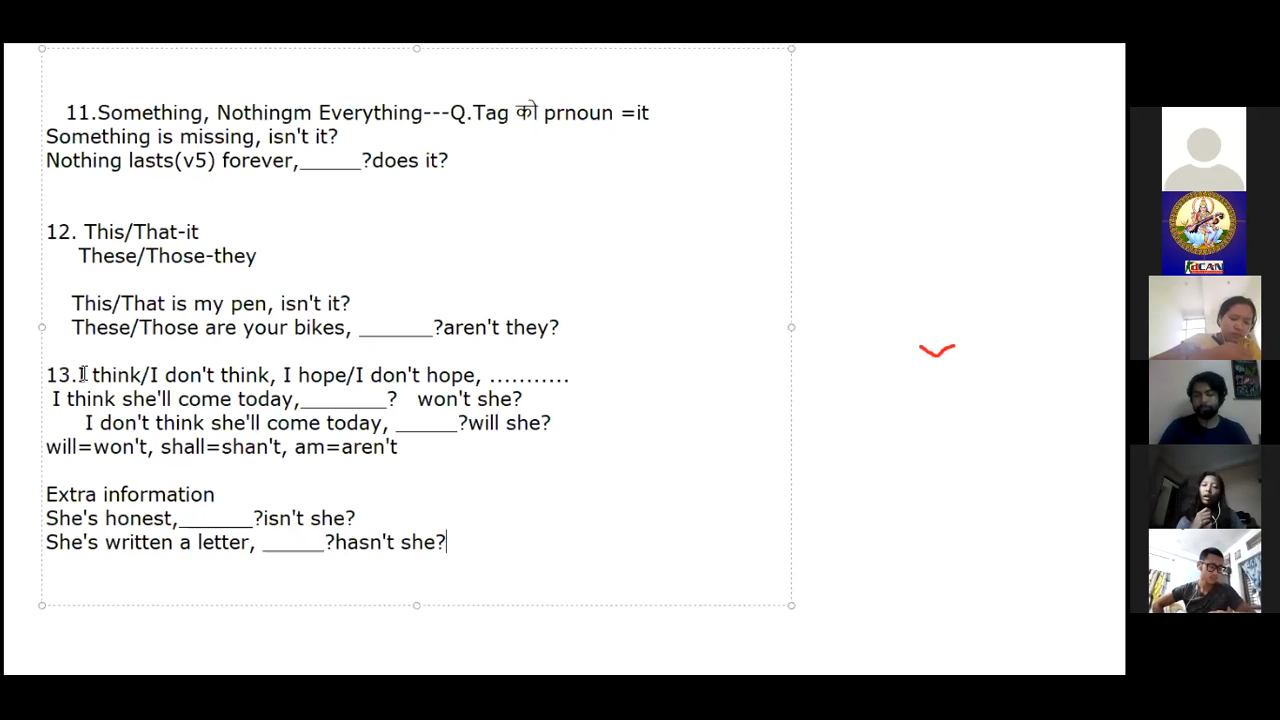 11.Something, Nothingm Everything---Q.Tag को prnoun =it
Something is missing, isn't it?
Nothing lasts(v5) forever,______?does it?
12. This/That-it
These/Those-they
This/That is my pen, isn't it?
These/Those are your bikes, _______?aren't they?
13.I think/I don't think, I hope/I don't hope, ...........
I think she'll come today,________? won't she?
I don't think she'll come today, _____?will she?
will=won't, shall=shan't, am=aren't
Extra information
She's honest,_______?isn't she?
She's written a letter, ______?hasn't she?
dCAN